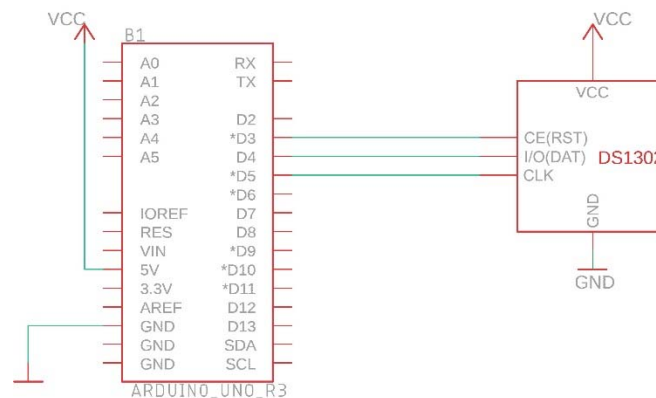 VCC
B1
A0 RX
A1 TX
A2
A3 D2
A4 *D3
A5 D4
*D5
*D6
IOREF D7
RES D8
VIN *D9
5V *D10
3.3V *D11
AREF D12
GND D13
GND SDA
GND SCL
ARDUINO_UNO_R3
VCC
VCC
CE(RST)
I/O(DAT) DS1302
CLK
GND
GND